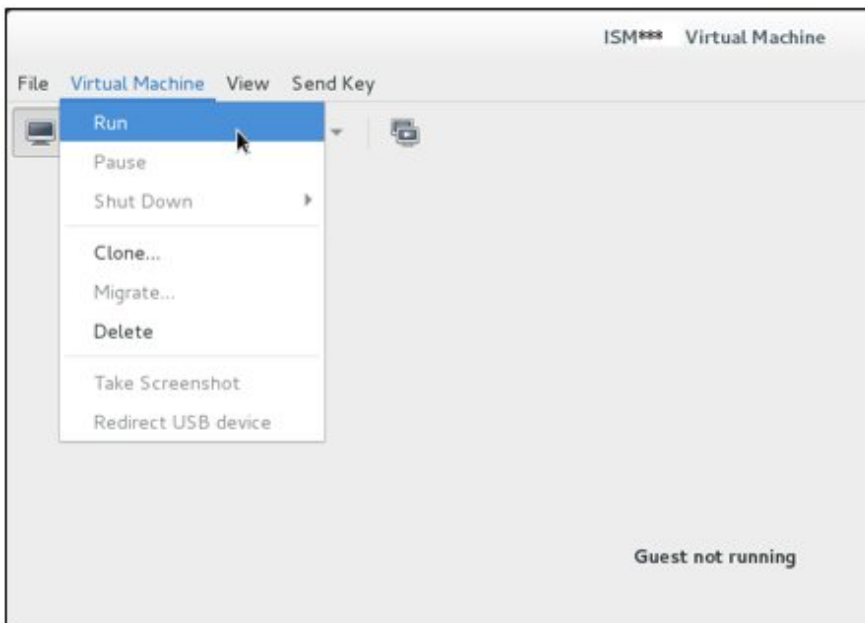 ISM*** Virtual Machine
File Virtual Machine View Send Key
Run
Pause
Shut Down
Clone...
Migrate...
Delete
Take Screenshot
Redirect USB device
Guest not running